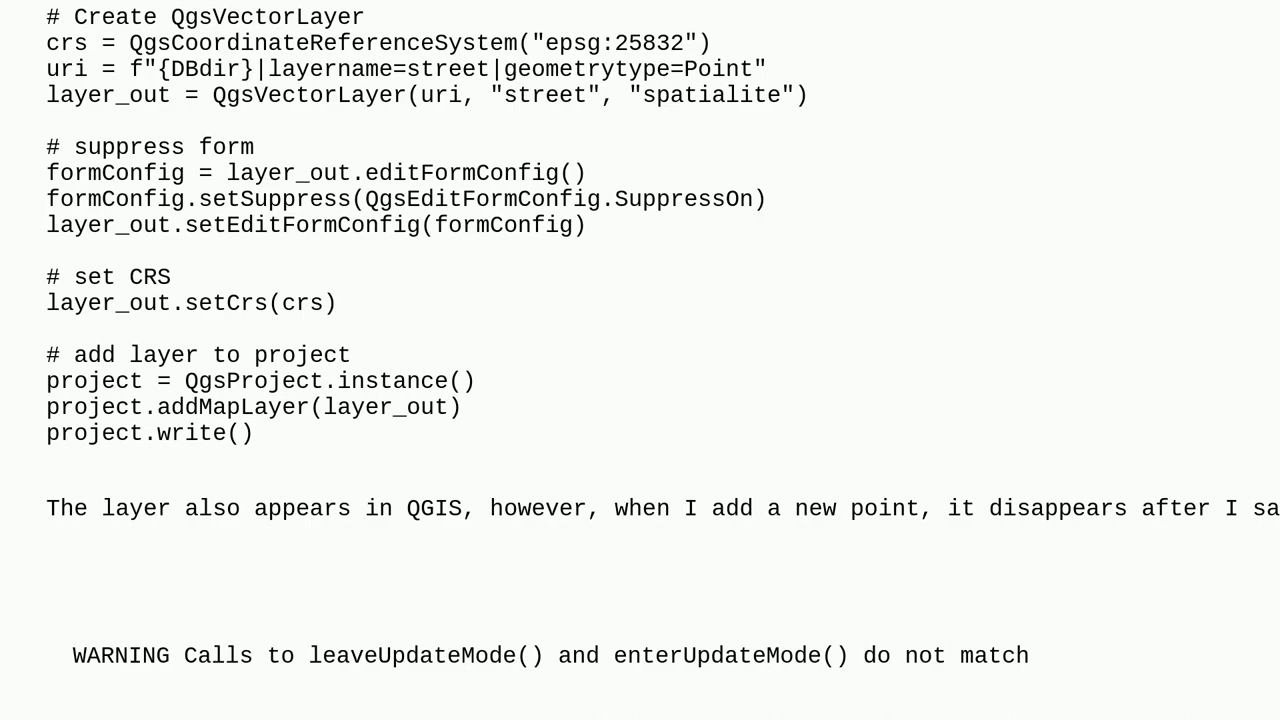 # Create QgsVectorLayer
crs = QgsCoordinateReferenceSystem("epsg:25832")
uri = f"{DBdir}|layername=street|geometrytype=Point"
layer_out = QgsVectorLayer(uri, "street", "spatialite")
# suppress form
formConfig = layer_out.editFormConfig()
formConfig.setSuppress(QgsEditFormConfig.SuppressOn)
layer_out.setEditFormConfig(formConfig)
# set CRS
layer_out.setCrs(crs)
# add layer to project
project = QgsProject.instance()
project.addMapLayer(layer_out)
project.write()
The layer also appears in QGIS, however, when I add a new point, it disappears after I sa
WARNING Calls to leaveUpdateMode() and enterUpdateMode() do not match